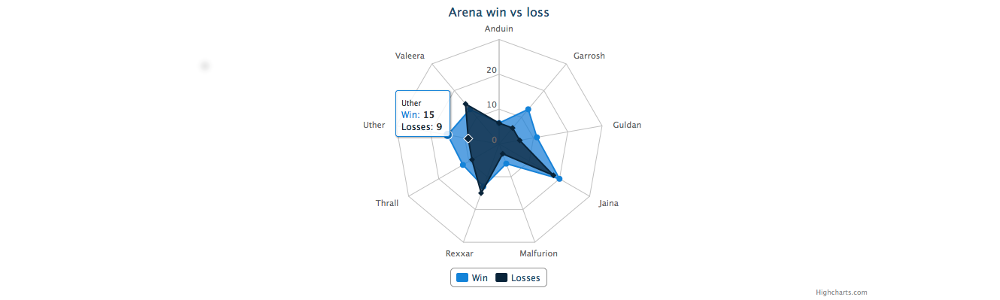 Arena win vs loss
Anduin
Valeera
Garrosh
20
Uther
Win: 15
Losses: 9
10
Uther
Guldan
0
Thrall
Jaina
Rexxar
Malfurion
Win
Losses
Highcharts.com